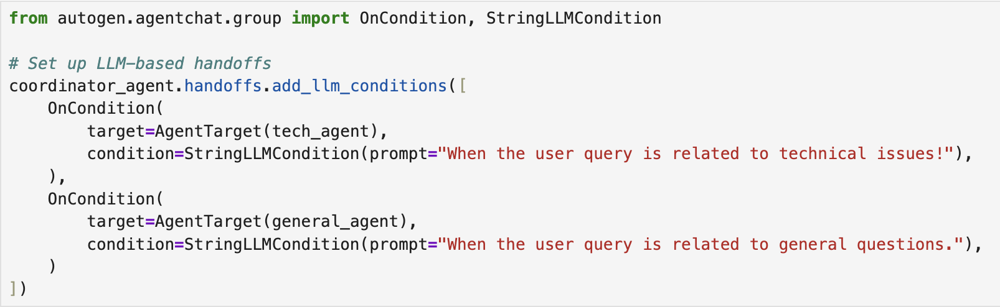 from autogen.agentchat.group import OnCondition, StringLLMCondition

# Set up LLM-based handoffs
coordinator_agent.handoffs.add_llm_conditions([
    OnCondition(
        target=AgentTarget(tech_agent),
        condition=StringLLMCondition(prompt="When the user query is related to technical issues!"),
    ),
    OnCondition(
        target=AgentTarget(general_agent),
        condition=StringLLMCondition(prompt="When the user query is related to general questions."),
    )
])